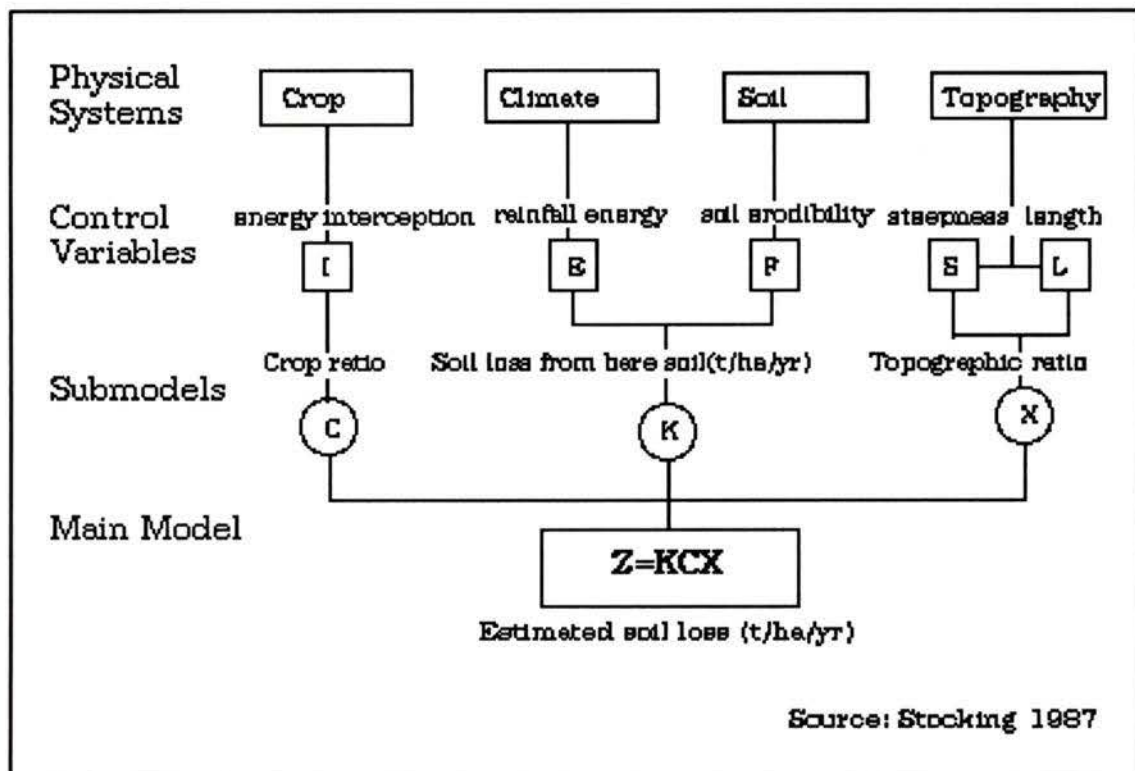 Physical Systems
Crop
Climate
Soil
Topography
Control Variables
energy interception
rainfall energy
soil erodibility
steepness length
I
E
F
S
L
Submodels
Crop ratio
Soil loss from bare soil(t/ha/yr)
Topographic ratio
C
K
X
Main Model
Z=KCX
Estimated soil loss (t/ha/yr)
Source: Stocking 1987